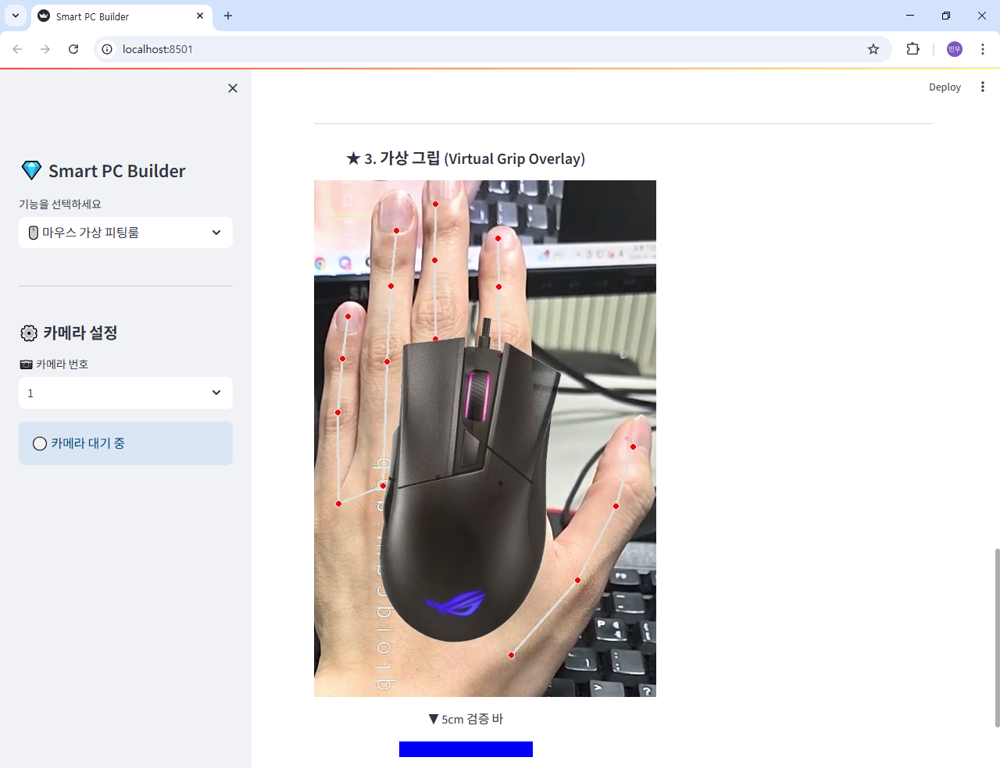 Smart PC Builder
localhost:8501
민우
Deploy
Smart PC Builder
기능을 선택하세요
마우스 가상 피팅룸
카메라 설정
카메라 번호
1
카메라 대기 중
★ 3. 가상 그립 (Virtual Grip Overlay)
▼ 5cm 검증 바